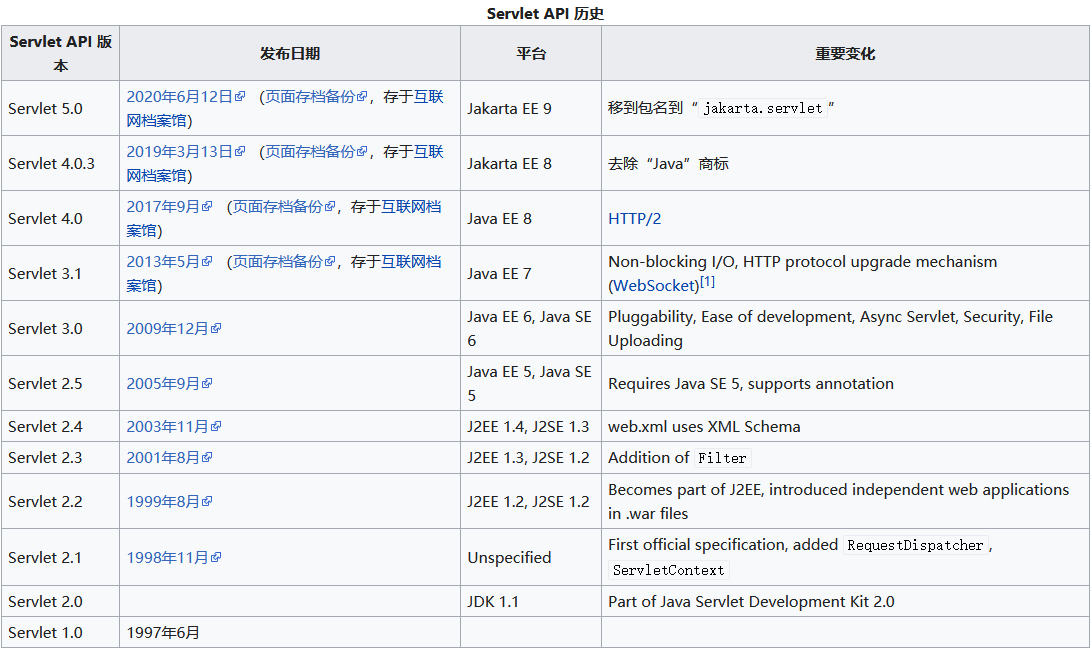 Servlet API 历史
Servlet API 版
本
发布日期
平台
重要变化
Servlet 5.0
2020年6月12日 (页面存档备份，存于互联
网档案馆)
Jakarta EE 9
移到包名到“jakarta.servlet”
Servlet 4.0.3
2019年3月13日 (页面存档备份，存于互联
网档案馆)
Jakarta EE 8
去除“Java”商标
Servlet 4.0
2017年9月 (页面存档备份，存于互联网档
案馆)
Java EE 8
HTTP/2
Servlet 3.1
2013年5月 (页面存档备份，存于互联网档
案馆)
Java EE 7
Non-blocking I/O, HTTP protocol upgrade mechanism
(WebSocket)[1]
Servlet 3.0
2009年12月
Java EE 6, Java SE
6
Pluggability, Ease of development, Async Servlet, Security, File
Uploading
Servlet 2.5
2005年9月
Java EE 5, Java SE
5
Requires Java SE 5, supports annotation
Servlet 2.4
2003年11月
J2EE 1.4, J2SE 1.3
web.xml uses XML Schema
Servlet 2.3
2001年8月
J2EE 1.3, J2SE 1.2
Addition of Filter
Servlet 2.2
1999年8月
J2EE 1.2, J2SE 1.2
Becomes part of J2EE, introduced independent web applications
in .war files
Servlet 2.1
1998年11月
Unspecified
First official specification, added RequestDispatcher,
ServletContext
Servlet 2.0
JDK 1.1
Part of Java Servlet Development Kit 2.0
Servlet 1.0
1997年6月